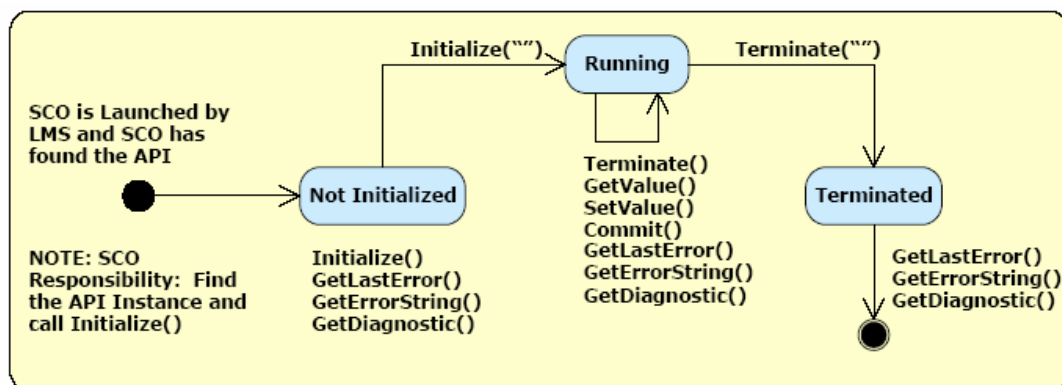 Initialize(“”)
Running
Terminate(“”)
SCO is Launched by
LMS and SCO has
found the API
Not Initialized
Terminate()
GetValue()
SetValue()
Commit()
GetLastError()
GetErrorString()
GetDiagnostic()
Terminated
NOTE: SCO
Responsibility:  Find
the API Instance and
call Initialize()
Initialize()
GetLastError()
GetErrorString()
GetDiagnostic()
GetLastError()
GetErrorString()
GetDiagnostic()